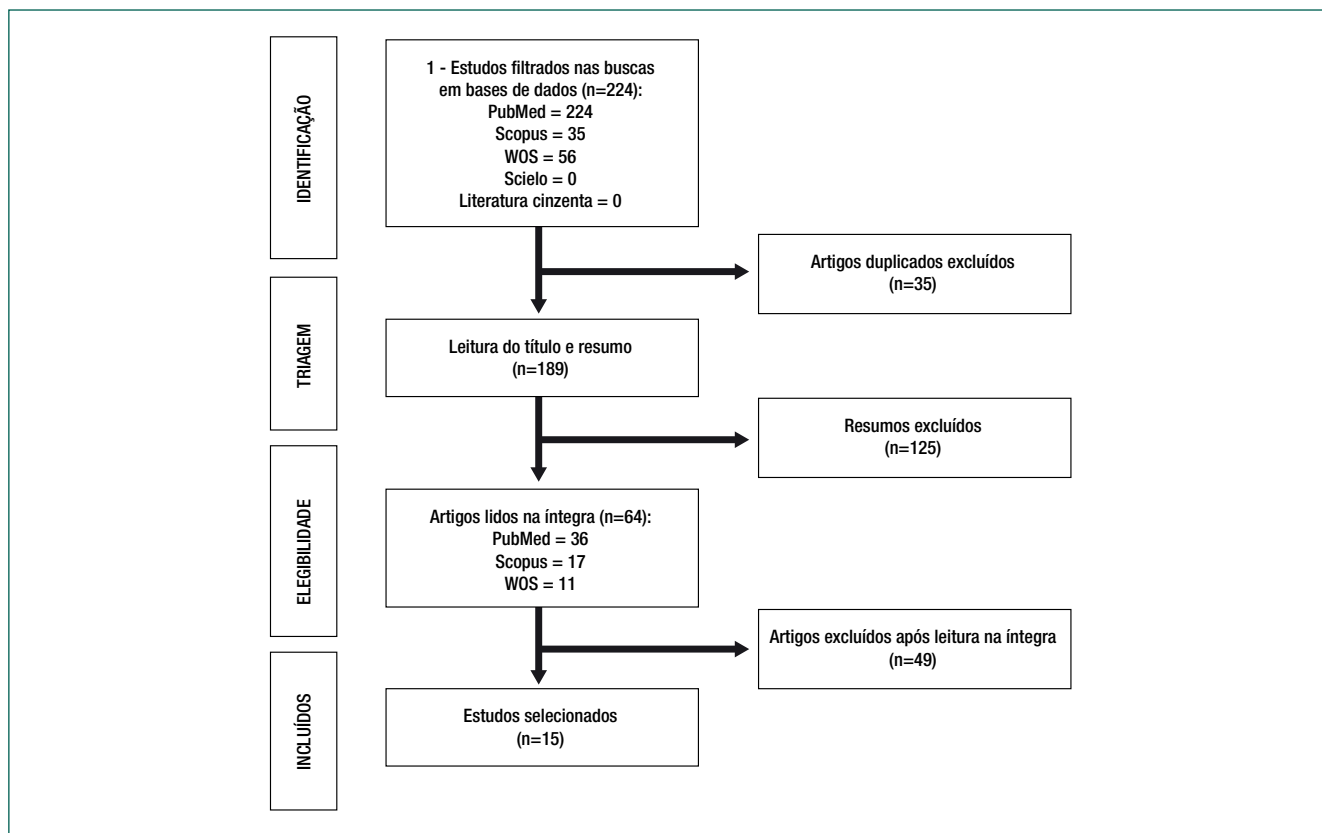 IDENTIFICAÇÃO
1 - Estudos filtrados nas buscas
em bases de dados (n=224):
PubMed = 224
Scopus = 35
WOS = 56
Scielo = 0
Literatura cinzenta = 0
Artigos duplicados excluídos
(n=35)
TRIAGEM
Leitura do título e resumo
(n=189)
Resumos excluídos
(n=125)
ELEGIBILIDADE
Artigos lidos na íntegra (n=64):
PubMed = 36
Scopus = 17
WOS = 11
Artigos excluídos após leitura na íntegra
(n=49)
INCLUÍDOS
Estudos selecionados
(n=15)